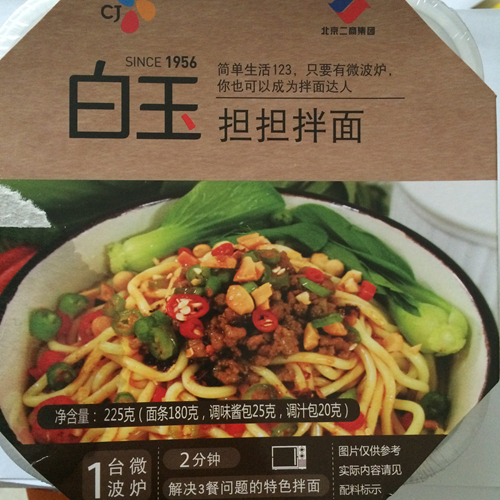 CJ
北京二商集团
SINCE 1956
白玉
简单生活123，只要有微波炉，
你也可以成为拌面达人
担担拌面
净含量：225克（面条180克，调味酱包25克，调汁包20克）
1台微波炉
2分钟
解决3餐问题的特色拌面
图片仅供参考
实际内容请见
配料标示